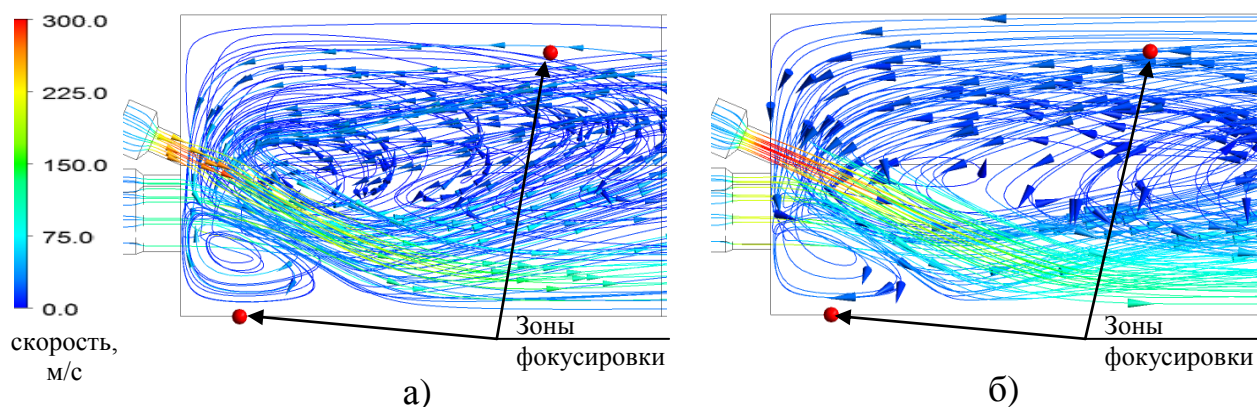 300.0
225.0
150.0
75.0
0.0
скорость,
м/с
Зоны
фокусировки
а)
Зоны
фокусировки
б)